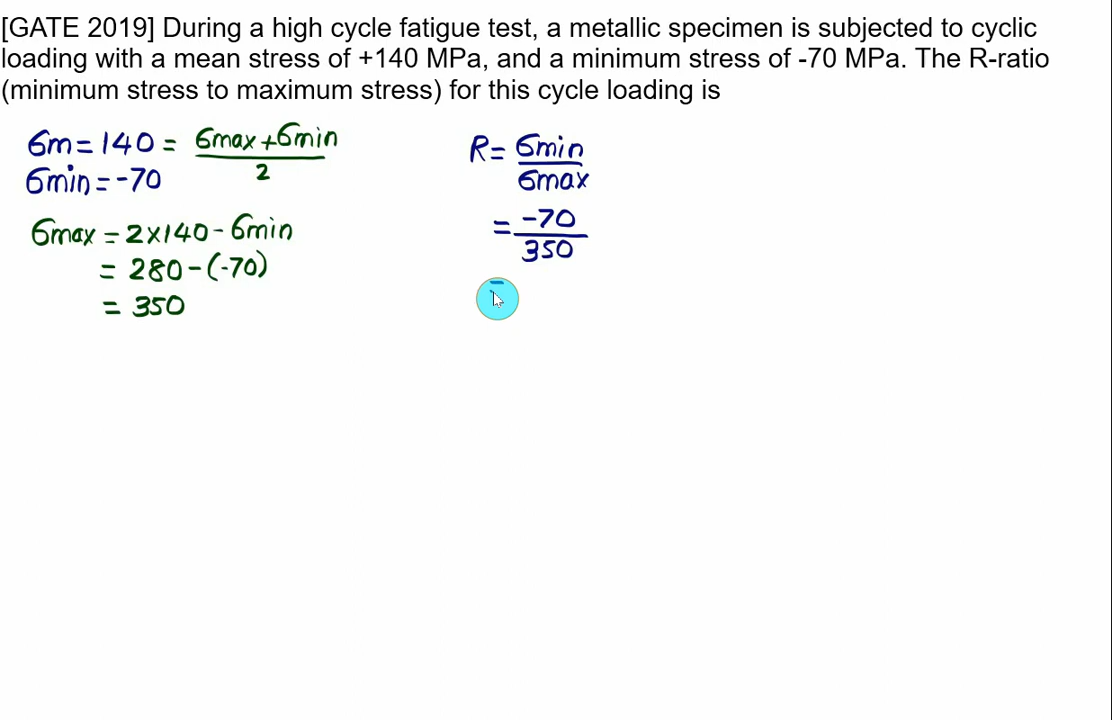 [GATE 2019] During a high cycle fatigue test, a metallic specimen is subjected to cyclic
loading with a mean stress of +140 MPa, and a minimum stress of -70 MPa. The R-ratio
(minimum stress to maximum stress) for this cycle loading is
σm = 140 = σmax + σmin / 2
σmin = -70
σmax = 2×140 - σmin
= 280 - (-70)
= 350
R = σmin / σmax
= -70 / 350
=